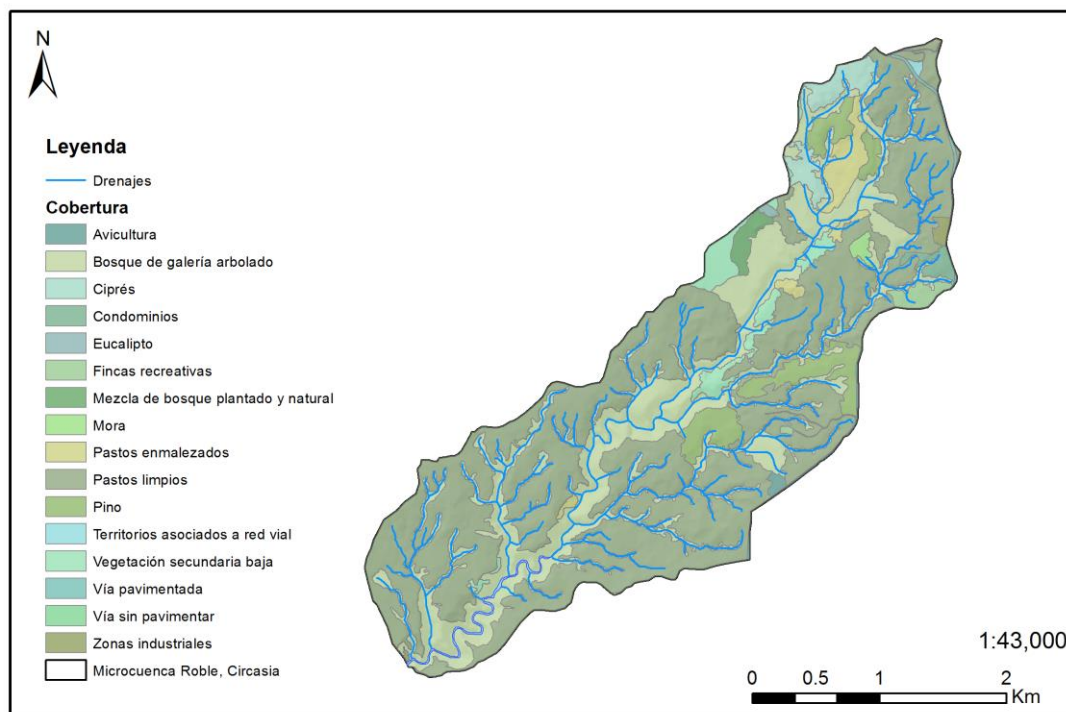 N
Leyenda
Drenajes
Cobertura
Avicultura
Bosque de galería arbolado
Ciprés
Condominios
Eucalipto
Fincas recreativas
Mezcla de bosque plantado y natural
Mora
Pastos enmalezados
Pastos limpios
Pino
Territorios asociados a red vial
Vegetación secundaria baja
Vía pavimentada
Vía sin pavimentar
Zonas industriales
Microcuenca Roble, Circasia
1:43,000
0 0.5 1 2
Km